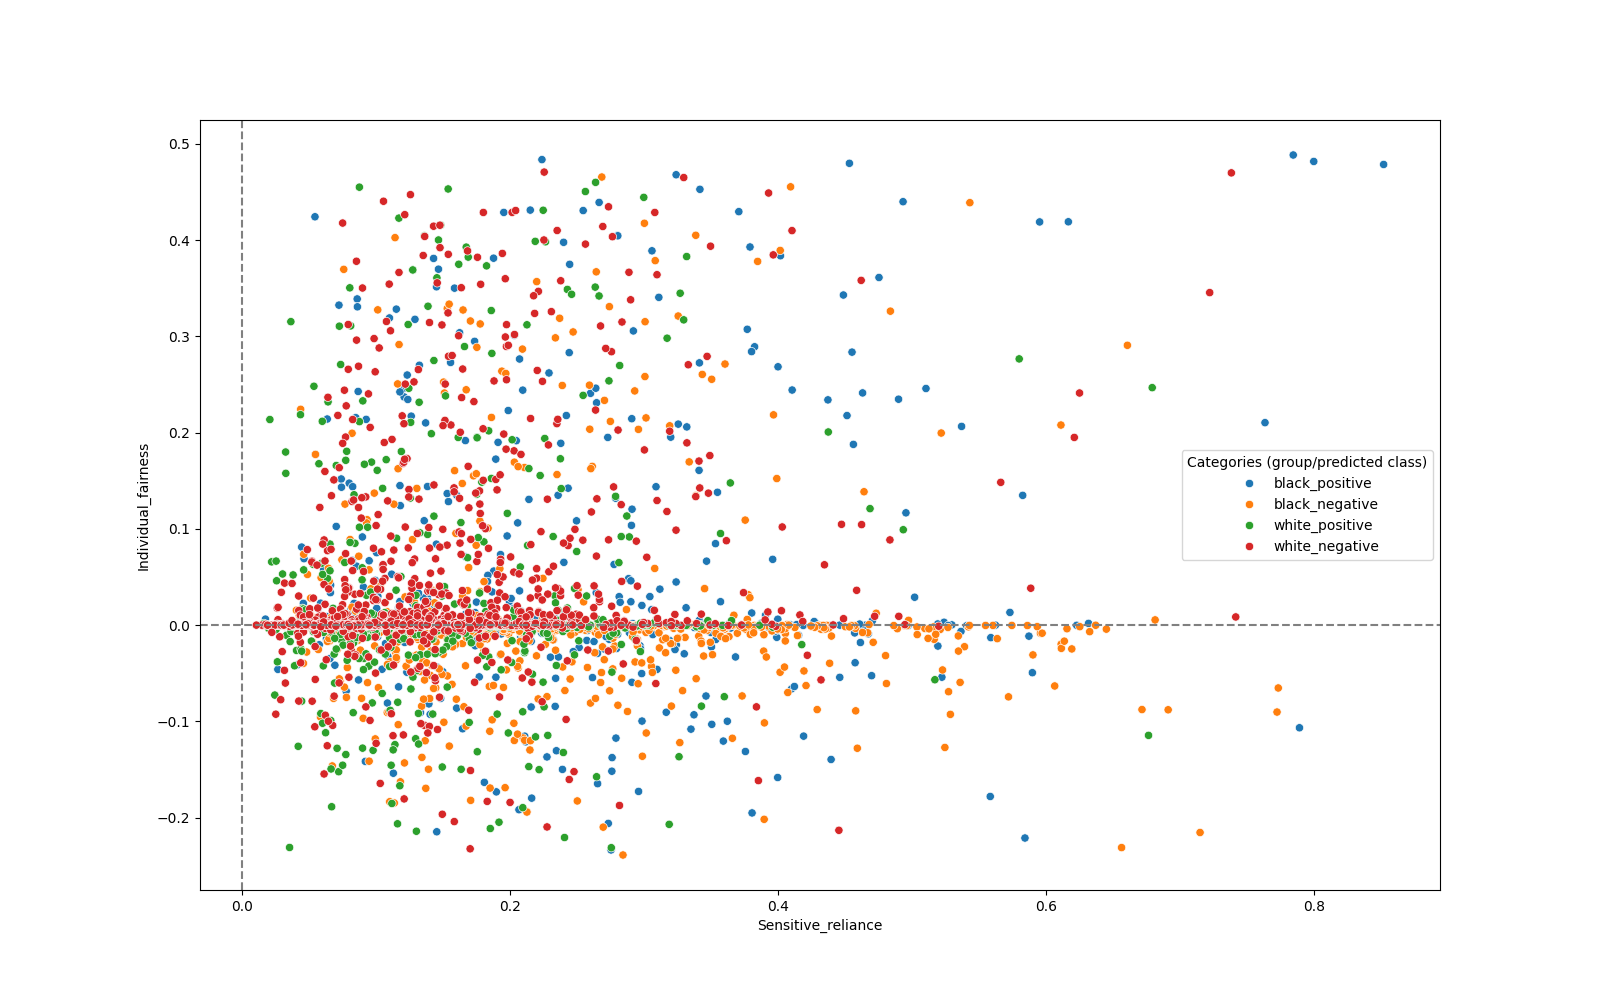 0.5
0.4
0.3
0.2
0.1
0.0
−0.1
−0.2
Individual_fairness
Categories (group/predicted class)
black_positive
black_negative
white_positive
white_negative
0.0
0.2
0.4
0.6
0.8
Sensitive_reliance